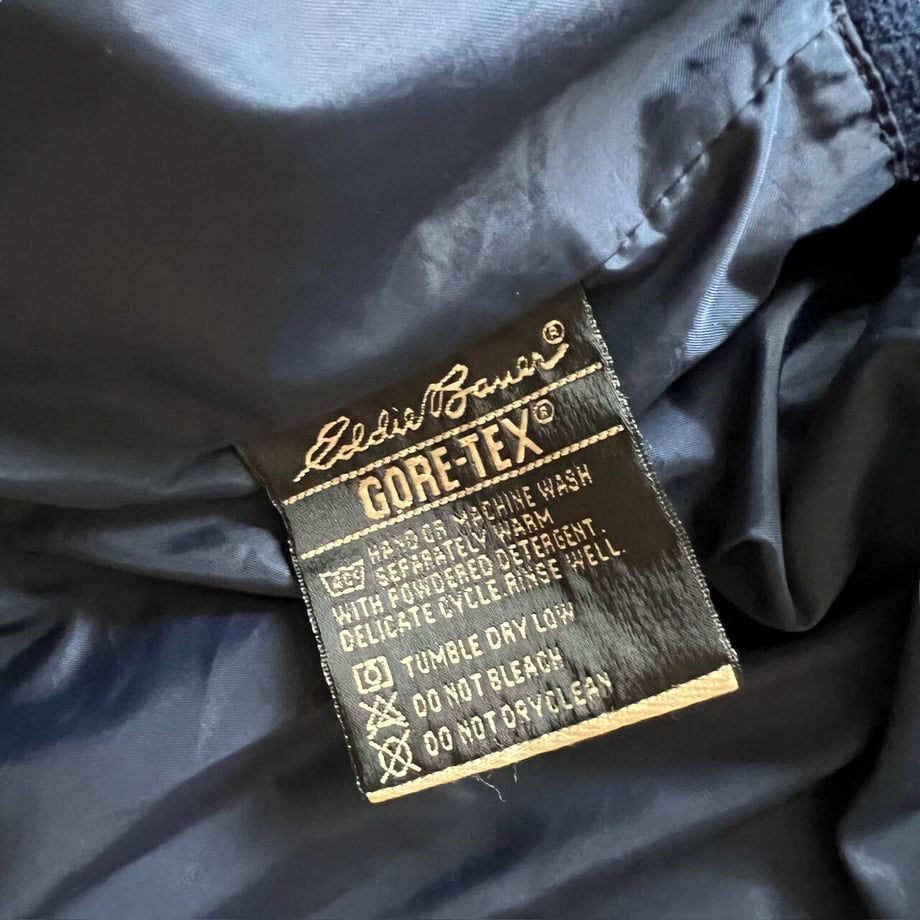 Eddie Bauer®
GORE-TEX®
HAND OR MACHINE WASH
SEPARATELY WARM
WITH POWDERED DETERGENT.
DELICATE CYCLE.RINSE WELL.
TUMBLE DRY LOW
DO NOT BLEACH
DO NOT DRYCLEAN